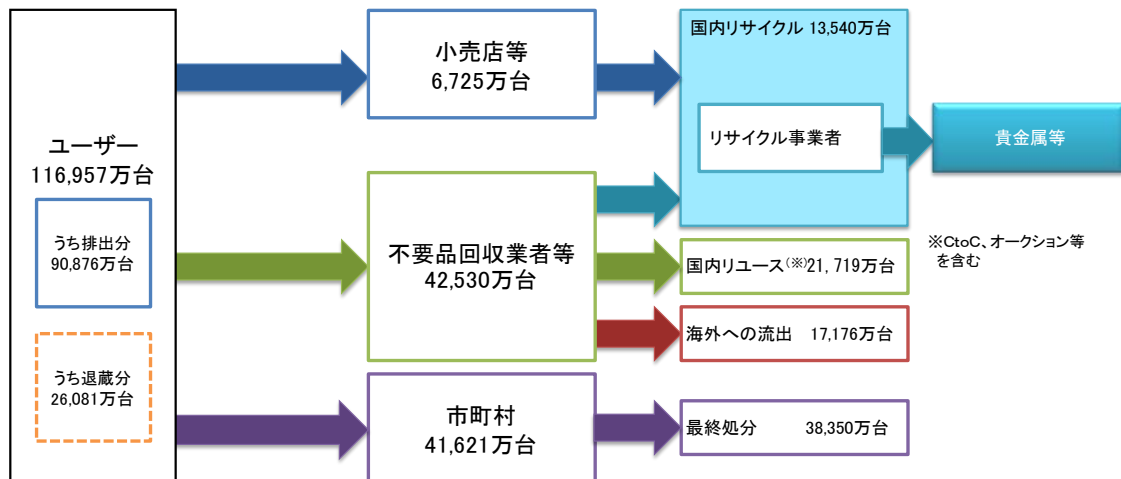 ユーザー
116,957万台
うち排出分
90,876万台
うち退蔵分
26,081万台
小売店等
6,725万台
不要品回収業者等
42,530万台
市町村
41,621万台
国内リサイクル 13,540万台
リサイクル事業者
貴金属等
国内リユース(※)21, 719万台
※CtoC、オークション等
を含む
海外への流出 17,176万台
最終処分 38,350万台